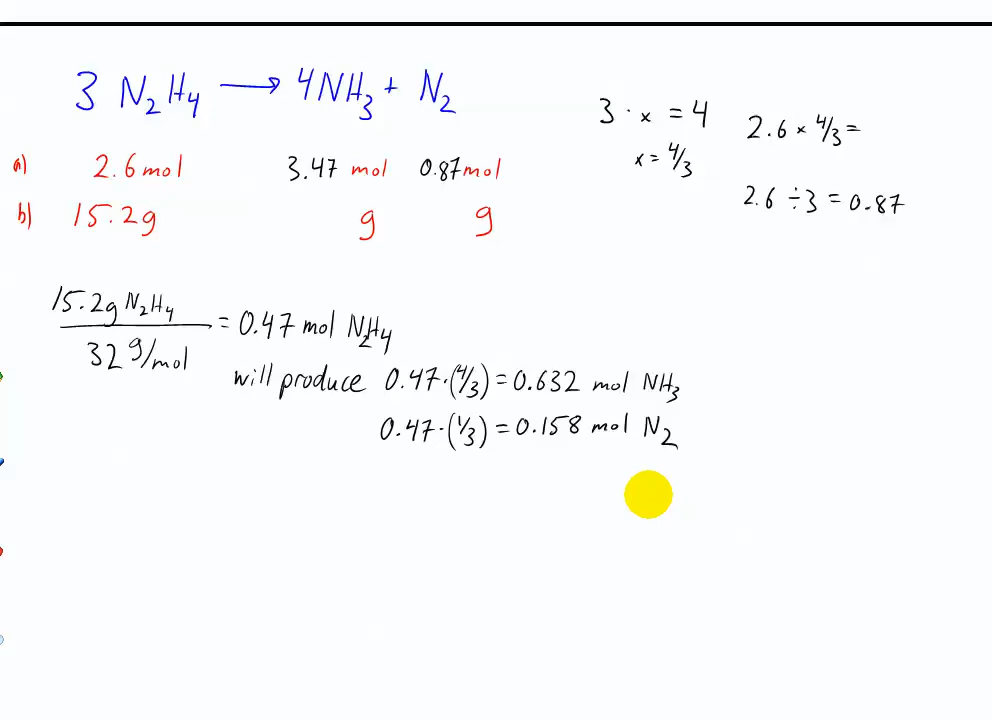 3 N₂H₄ → 4NH₃ + N₂
3 · x = 4
x = 4/3
2.6 × 4/3 =
2.6 ÷ 3 = 0.87
a) 2.6 mol 3.47 mol 0.87 mol
b) 15.2g g g
15.2g N₂H₄
32 g/mol
= 0.47 mol N₂H₄
will produce 0.47 · (4/3) = 0.632 mol NH₃
0.47 · (1/3) = 0.158 mol N₂